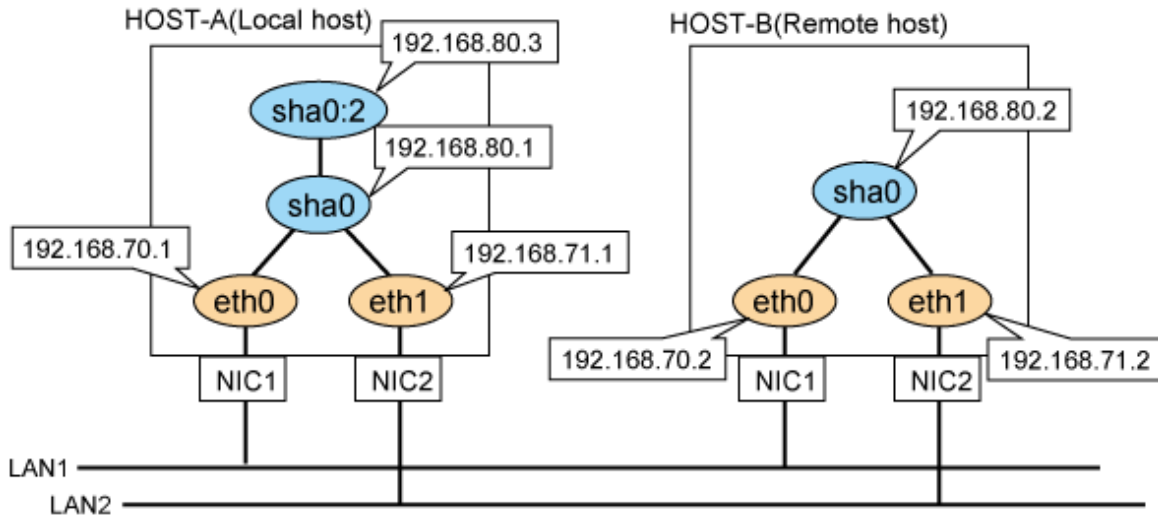 HOST-A(Local host)
HOST-B(Remote host)
192.168.80.3
sha0:2
192.168.80.2
192.168.80.1
sha0
sha0
192.168.70.1
192.168.71.1
eth0
eth1
eth0
eth1
192.168.70.2
192.168.71.2
NIC1
NIC2
NIC1
NIC2
LAN1
LAN2